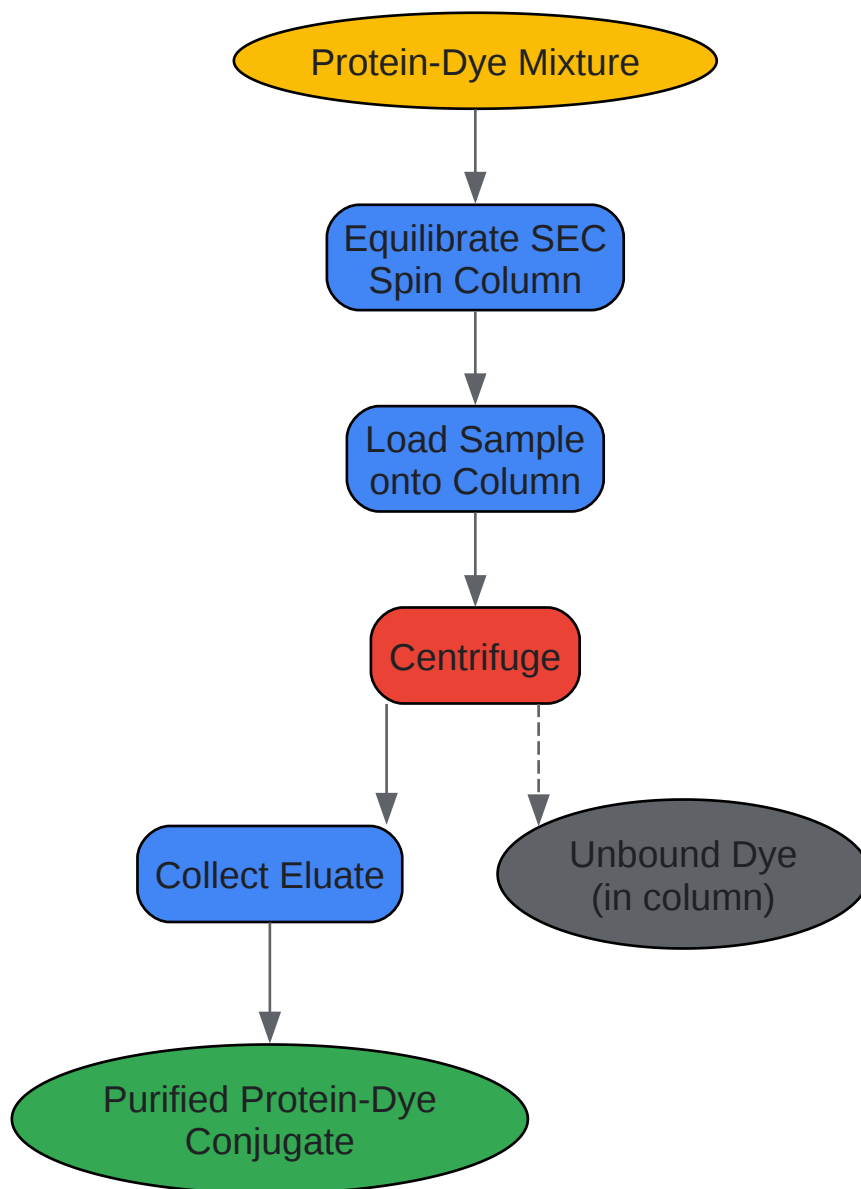 Protein-Dye Mixture
Equilibrate SEC
Spin Column
Load Sample
onto Column
Centrifuge
Collect Eluate
Unbound Dye
(in column)
Purified Protein-Dye
Conjugate